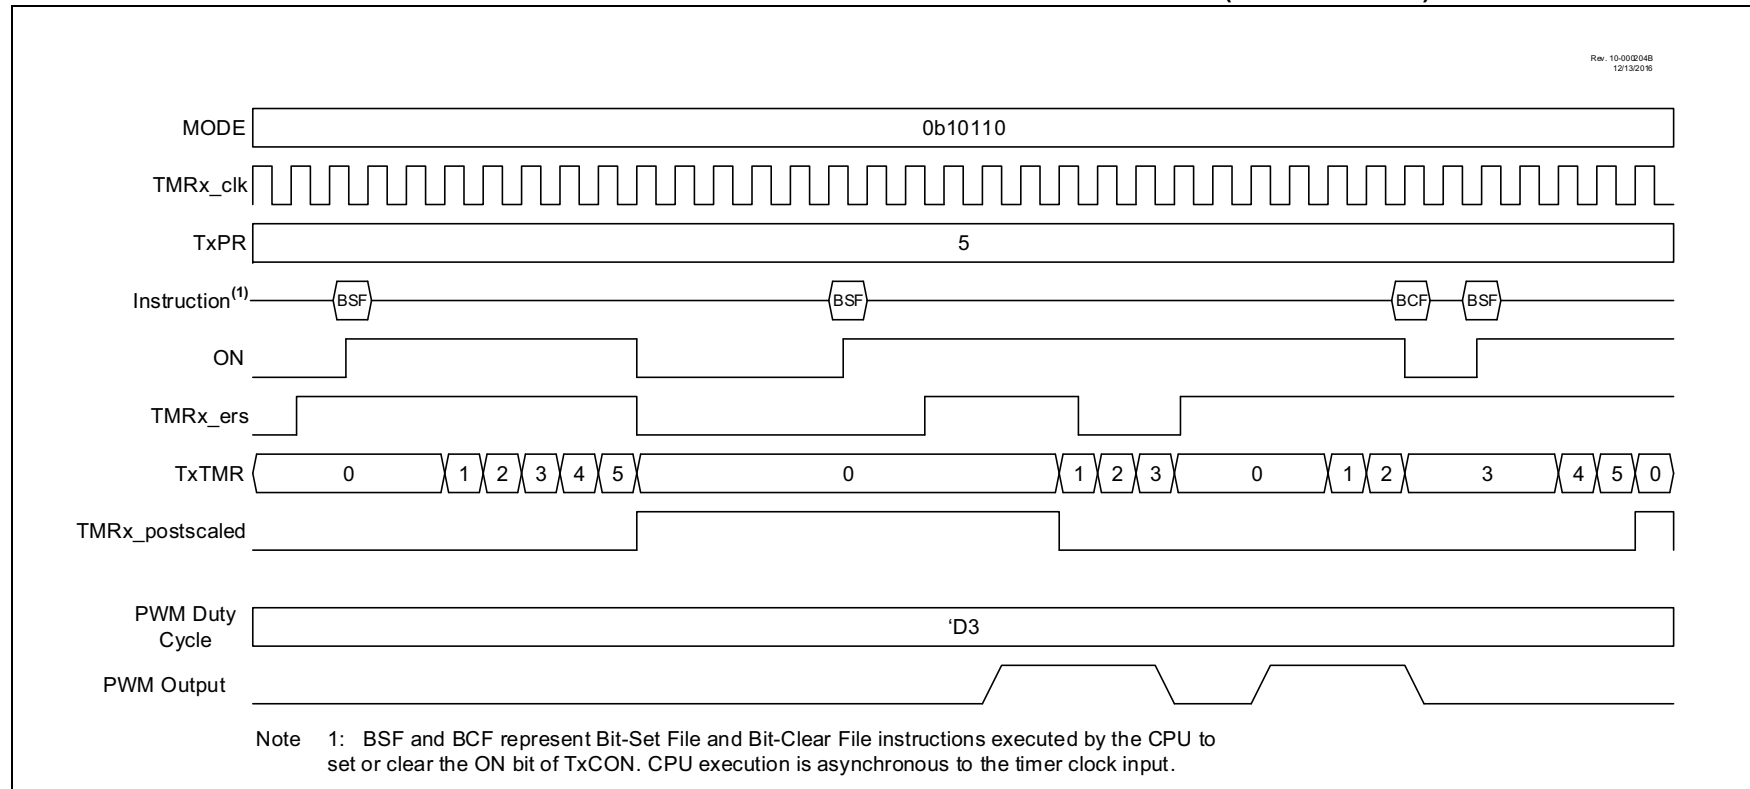 Rev. 10-000204B
12/13/2016
MODE 0b10110
TMRx_clk
TxPR 5
Instruction(1) BSF BSF BCF BSF
ON
TMRx_ers
TxTMR 0 1 2 3 4 5 0 1 2 3 0 1 2 3 4 5 0
TMRx_postscaled
PWM Duty
Cycle
‘D3
PWM Output
Note 1: BSF and BCF represent Bit-Set File and Bit-Clear File instructions executed by the CPU to
set or clear the ON bit of TxCON. CPU execution is asynchronous to the timer clock input.